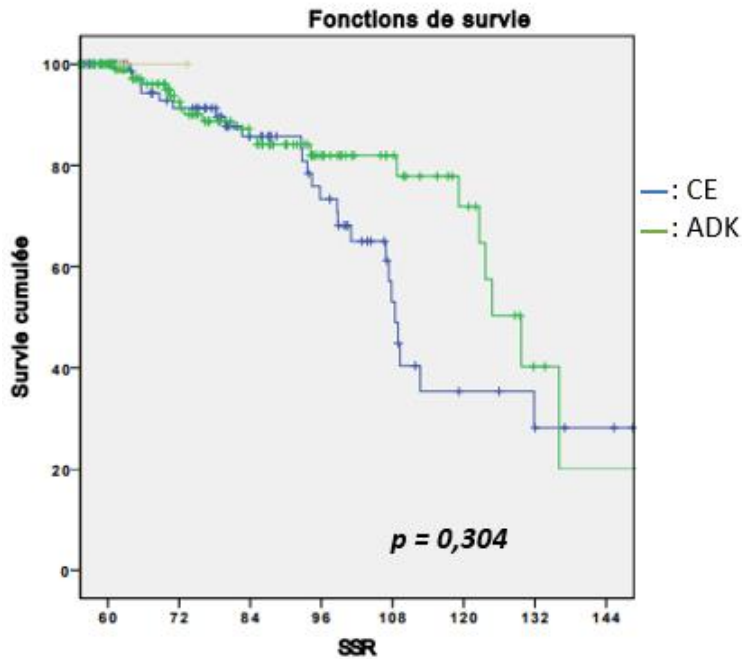 Fonctions de survie
100
80
60
40
20
0
Survie cumulée
60 72 84 96 108 120 132 144
SSR
: CE
: ADK
p = 0,304